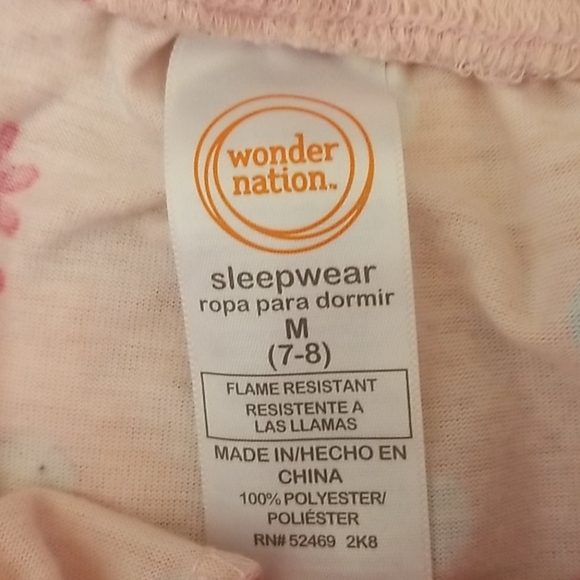 wonder
nation™
sleepwear
ropa para dormir
M
(7-8)
FLAME RESISTANT
RESISTENTE A
LAS LLAMAS
MADE IN/HECHO EN
CHINA
100% POLYESTER/
POLIÉSTER
RN# 52469 2K8